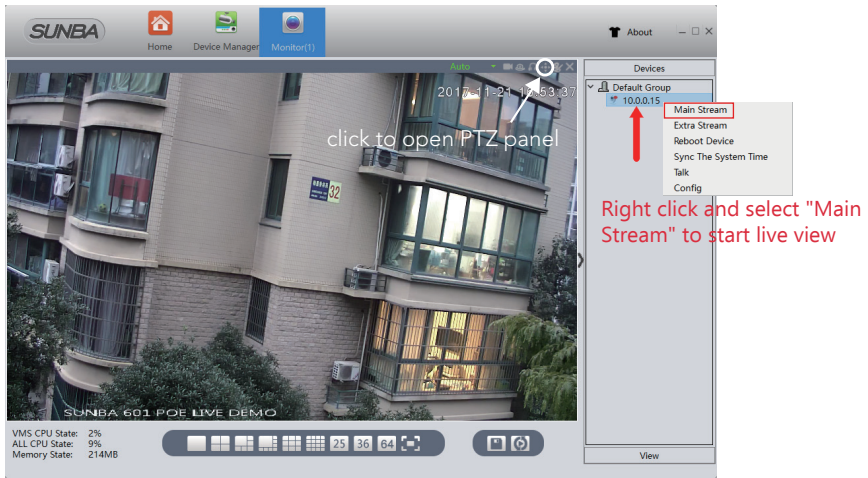 SUNBA
Home
Device Manager
Monitor(1)
About
Auto
2017-11-21 16:53:37
click to open PTZ panel
32
SUNBA 601 POE LIVE DEMO
Devices
Default Group
10.0.0.15
Main Stream
Extra Stream
Reboot Device
Sync The System Time
Talk
Config
Right click and select "Main
Stream" to start live view
VMS CPU State: 2%
ALL CPU State: 9%
Memory State: 214MB
25 36 64
View